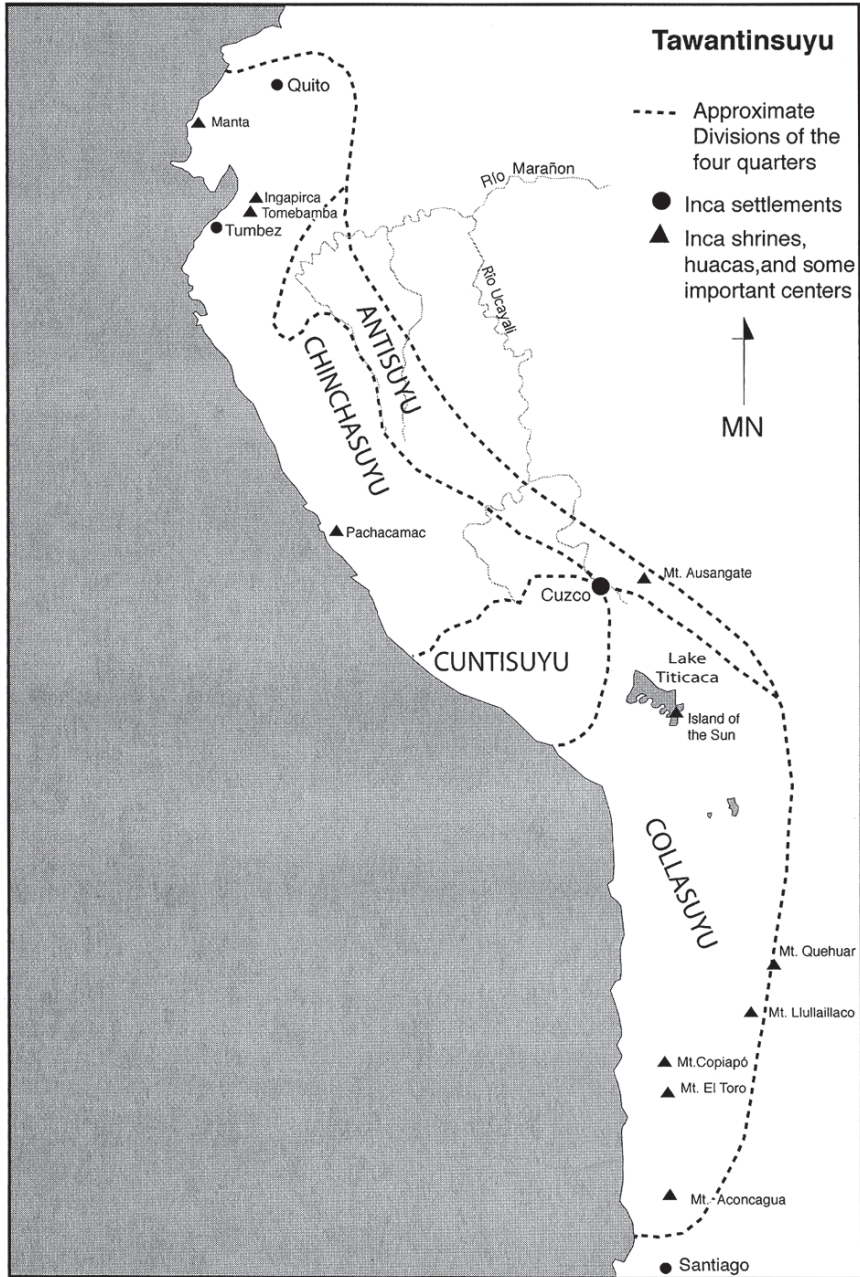 Tawantinsuyu
Approximate
Divisions of the
four quarters
Inca settlements
Inca shrines,
huacas,and some
important centers
MN
Quito
Manta
Ingapirca
Tomebamba
Tumbez
Río Marañon
Río Ucayali
ANTISUYU
CHINCHASUYU
Pachacamac
Mt. Ausangate
Cuzco
CUNTISUYU
Lake
Titicaca
Island of
the Sun
COLLASUYU
Mt. Quehuar
Mt. Llullaillaco
Mt.Copiapó
Mt. El Toro
Mt.-Aconcagua
Santiago